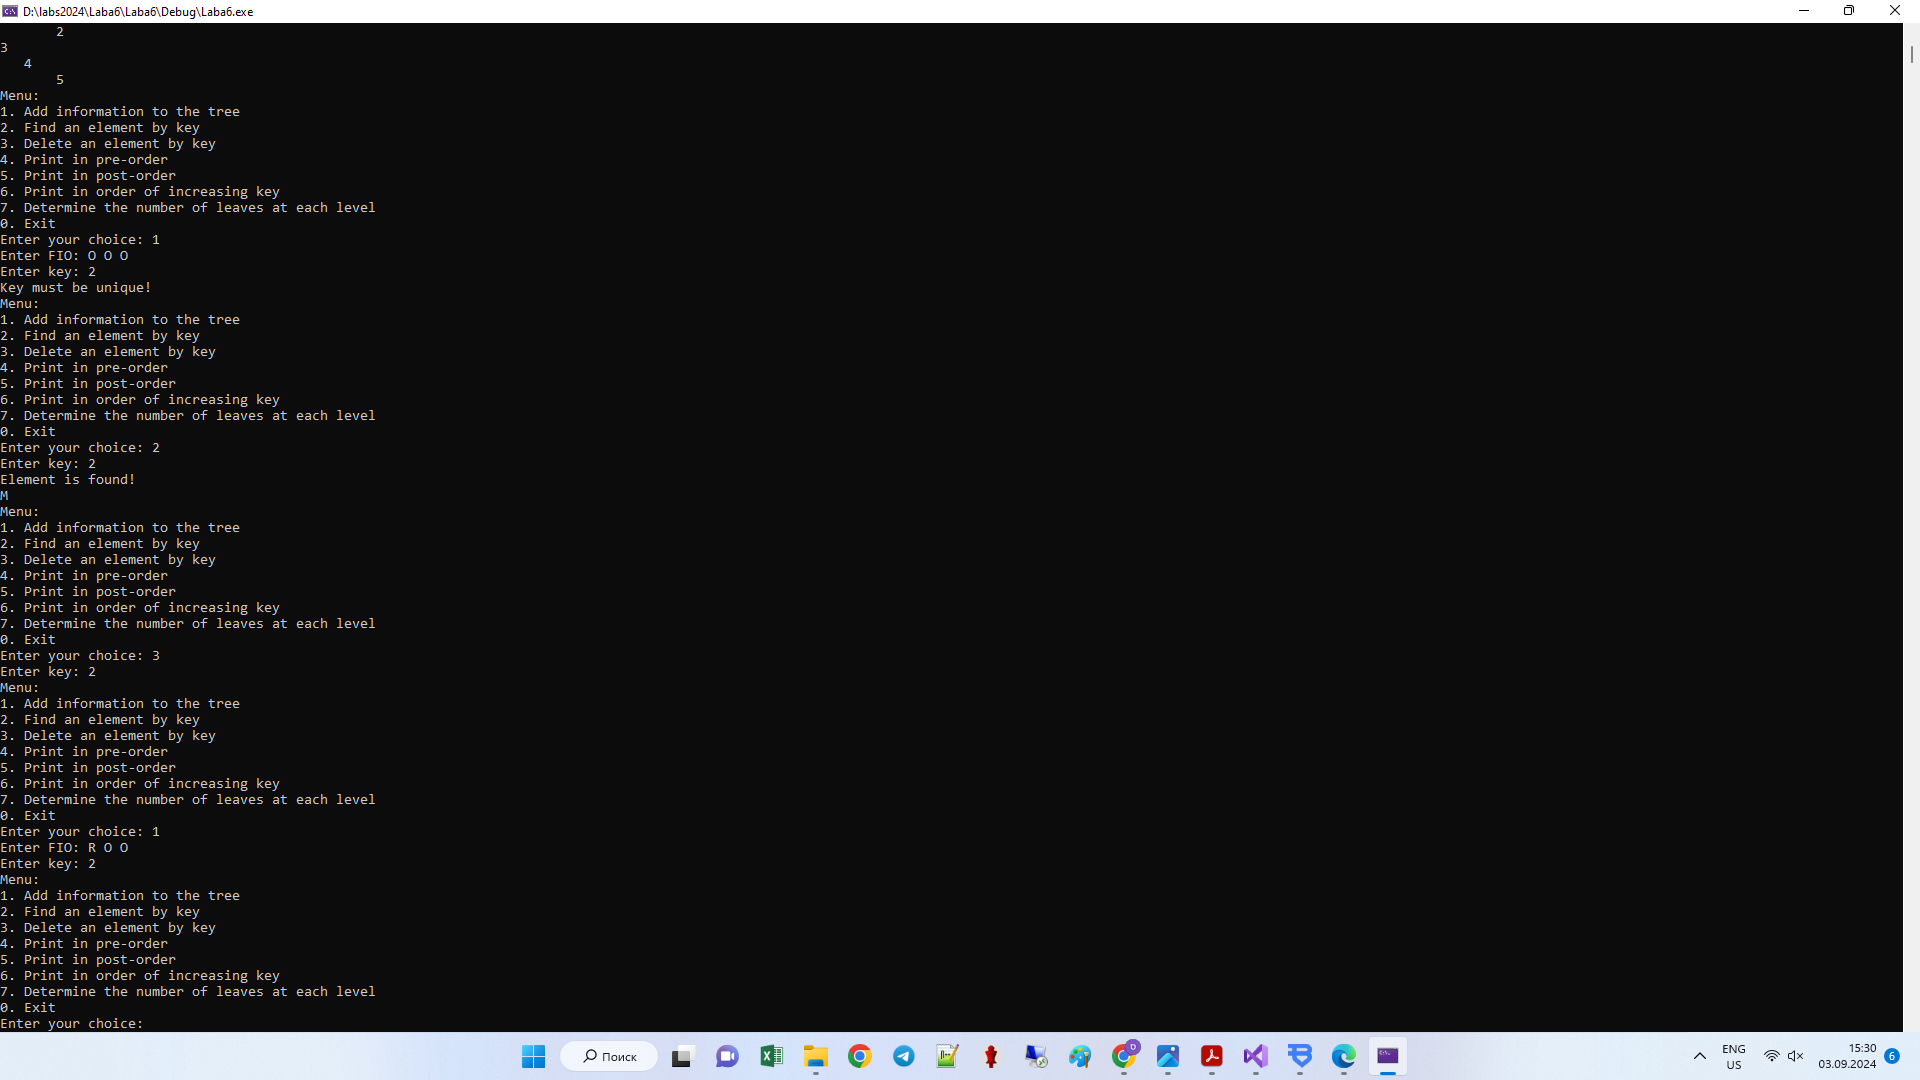 D:\labs2024\Laba6\Laba6\Debug\Laba6.exe
2
3
4
5
Menu:
1. Add information to the tree
2. Find an element by key
3. Delete an element by key
4. Print in pre-order
5. Print in post-order
6. Print in order of increasing key
7. Determine the number of leaves at each level
0. Exit
Enter your choice: 1
Enter FIO: O O O
Enter key: 2
Key must be unique!
Menu:
1. Add information to the tree
2. Find an element by key
3. Delete an element by key
4. Print in pre-order
5. Print in post-order
6. Print in order of increasing key
7. Determine the number of leaves at each level
0. Exit
Enter your choice: 2
Enter key: 2
Element is found!
M
Menu:
1. Add information to the tree
2. Find an element by key
3. Delete an element by key
4. Print in pre-order
5. Print in post-order
6. Print in order of increasing key
7. Determine the number of leaves at each level
0. Exit
Enter your choice: 3
Enter key: 2
Menu:
1. Add information to the tree
2. Find an element by key
3. Delete an element by key
4. Print in pre-order
5. Print in post-order
6. Print in order of increasing key
7. Determine the number of leaves at each level
0. Exit
Enter your choice: 1
Enter FIO: R O O
Enter key: 2
Menu:
1. Add information to the tree
2. Find an element by key
3. Delete an element by key
4. Print in pre-order
5. Print in post-order
6. Print in order of increasing key
7. Determine the number of leaves at each level
0. Exit
Enter your choice:
Поиск
ENG
US
15:30
03.09.2024
6